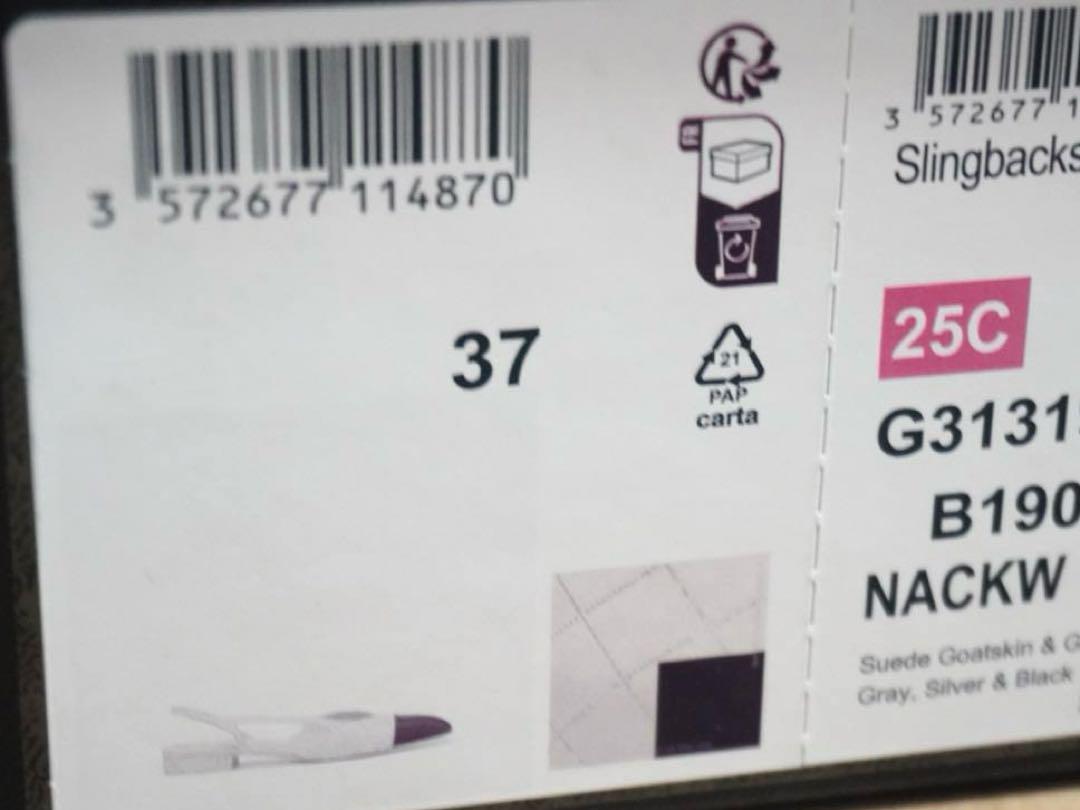 3 572677 114870
37
21
PAP
carta
3 572677 1
Slingbacks
25C
G3131
B190
NACKW
Suede Goatskin & G
Gray, Silver & Black